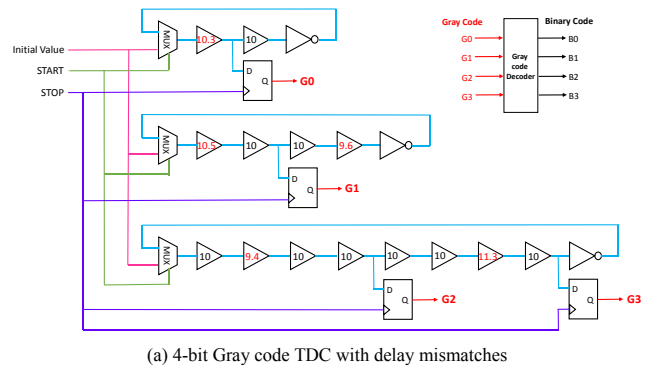 Gray Code
Binary Code
G0
G1
G2
G3
Gray code Decoder
B0
B1
B2
B3
Initial Value
START
STOP
MUX
10.3
10
D
Q
G0
MUX
10.5
10
10
9.6
D
Q
G1
MUX
10
9.4
10
10
10
10
11.3
10
D
Q
G2
D
Q
G3
(a) 4-bit Gray code TDC with delay mismatches